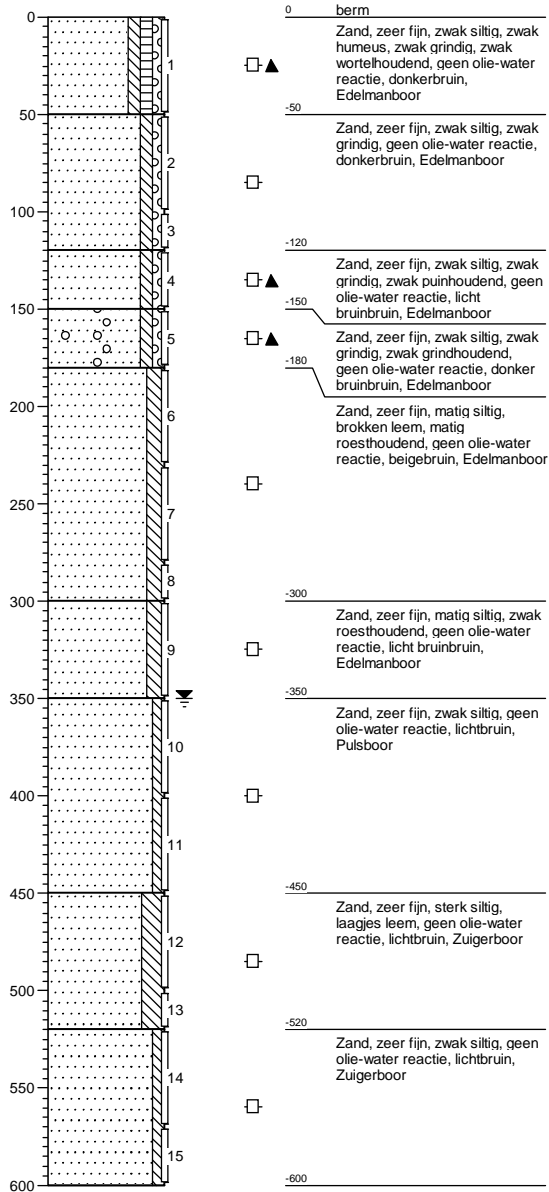 0
50
100
150
200
250
300
350
400
450
500
550
600
1
2
3
4
5
6
7
8
9
10
11
12
13
14
15
0
berm
Zand, zeer fijn, zwak siltig, zwak
humeus, zwak grindig, zwak
wortelhoudend, geen olie-water
reactie, donkerbruin,
Edelmanboor
-50
Zand, zeer fijn, zwak siltig, zwak
grindig, geen olie-water reactie,
donkerbruin, Edelmanboor
-120
Zand, zeer fijn, zwak siltig, zwak
grindig, zwak puinhoudend, geen
olie-water reactie, licht
bruinbruin, Edelmanboor
-150
Zand, zeer fijn, zwak siltig, zwak
grindig, zwak grindhoudend,
geen olie-water reactie, donker
bruinbruin, Edelmanboor
-180
Zand, zeer fijn, matig siltig,
brokken leem, matig
roesthoudend, geen olie-water
reactie, beigebruin, Edelmanboor
-300
Zand, zeer fijn, matig siltig, zwak
roesthoudend, geen olie-water
reactie, licht bruinbruin,
Edelmanboor
-350
Zand, zeer fijn, zwak siltig, geen
olie-water reactie, lichtbruin,
Pulsboor
-450
Zand, zeer fijn, sterk siltig,
laagjes leem, geen olie-water
reactie, lichtbruin, Zuigerboor
-520
Zand, zeer fijn, zwak siltig, geen
olie-water reactie, lichtbruin,
Zuigerboor
-600